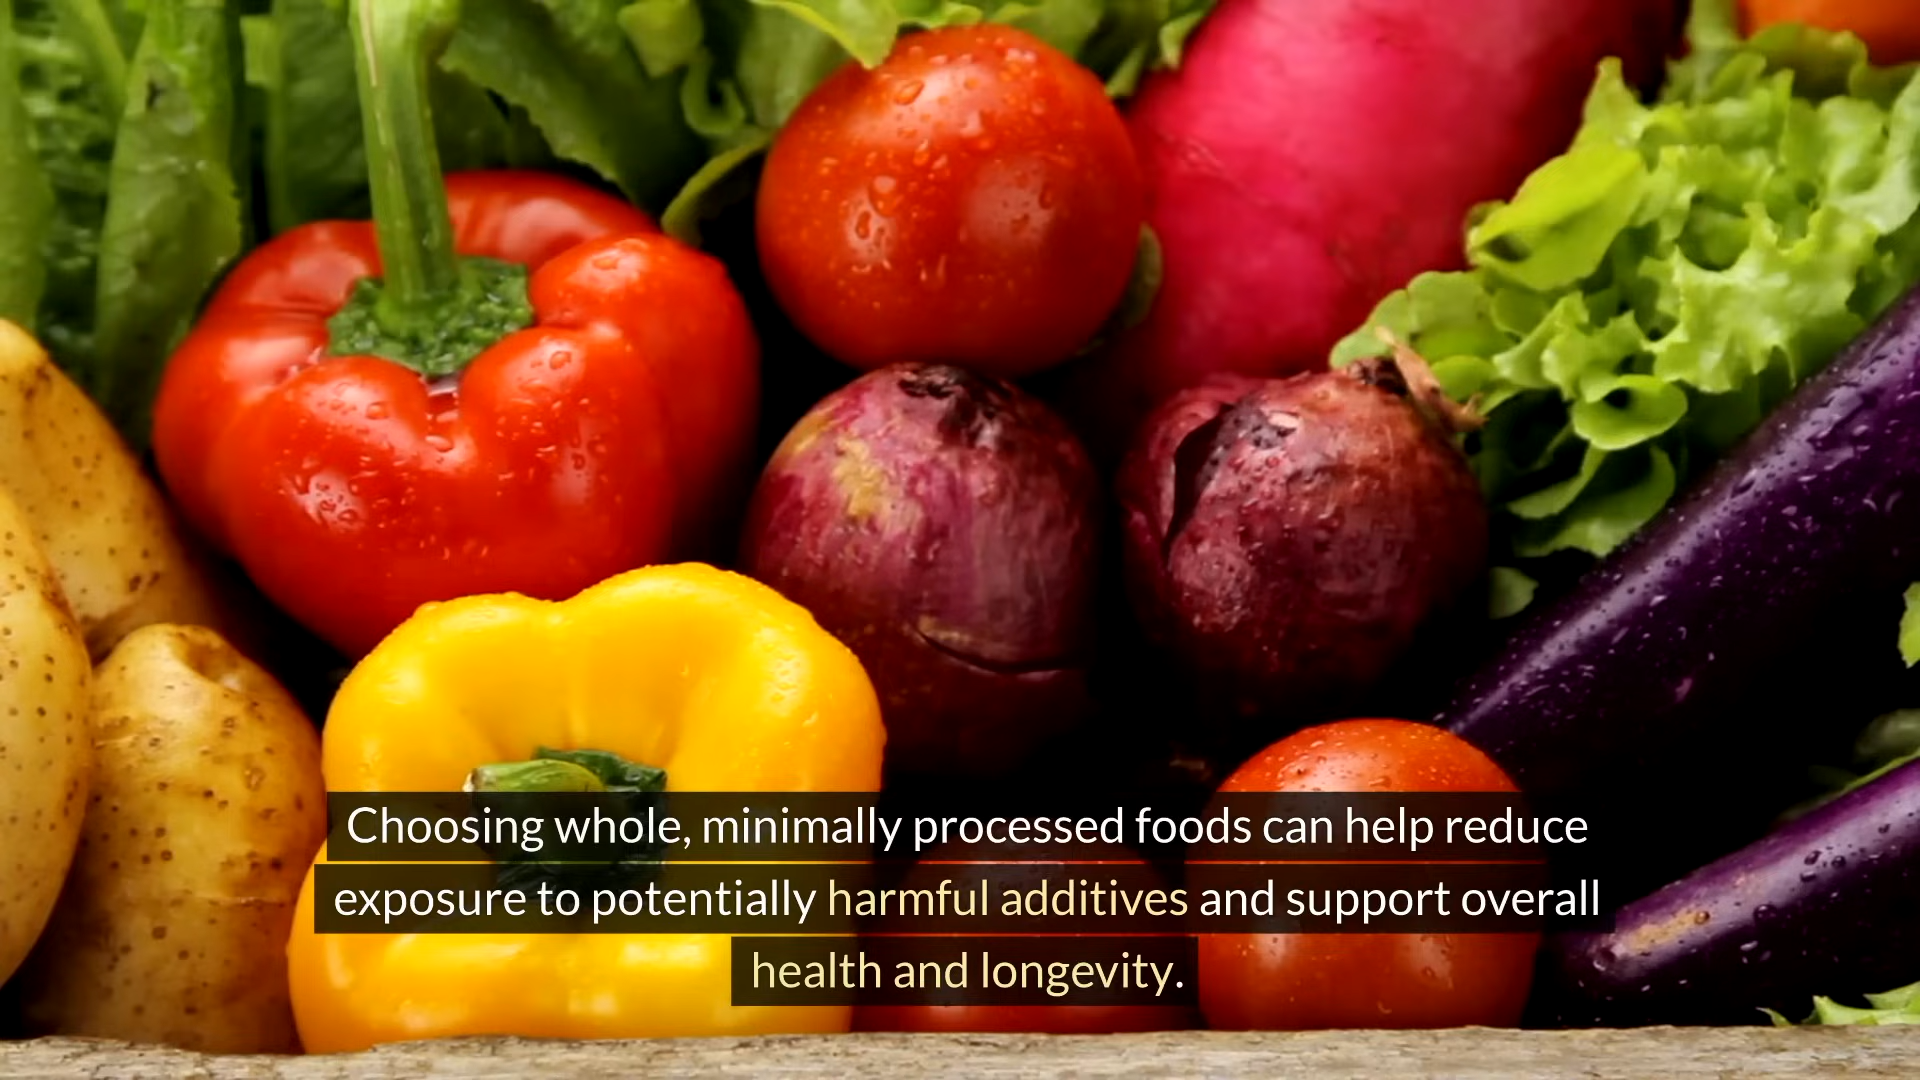 Choosing whole, minimally processed foods can help reduce
exposure to potentially harmful additives and support overall
health and longevity.